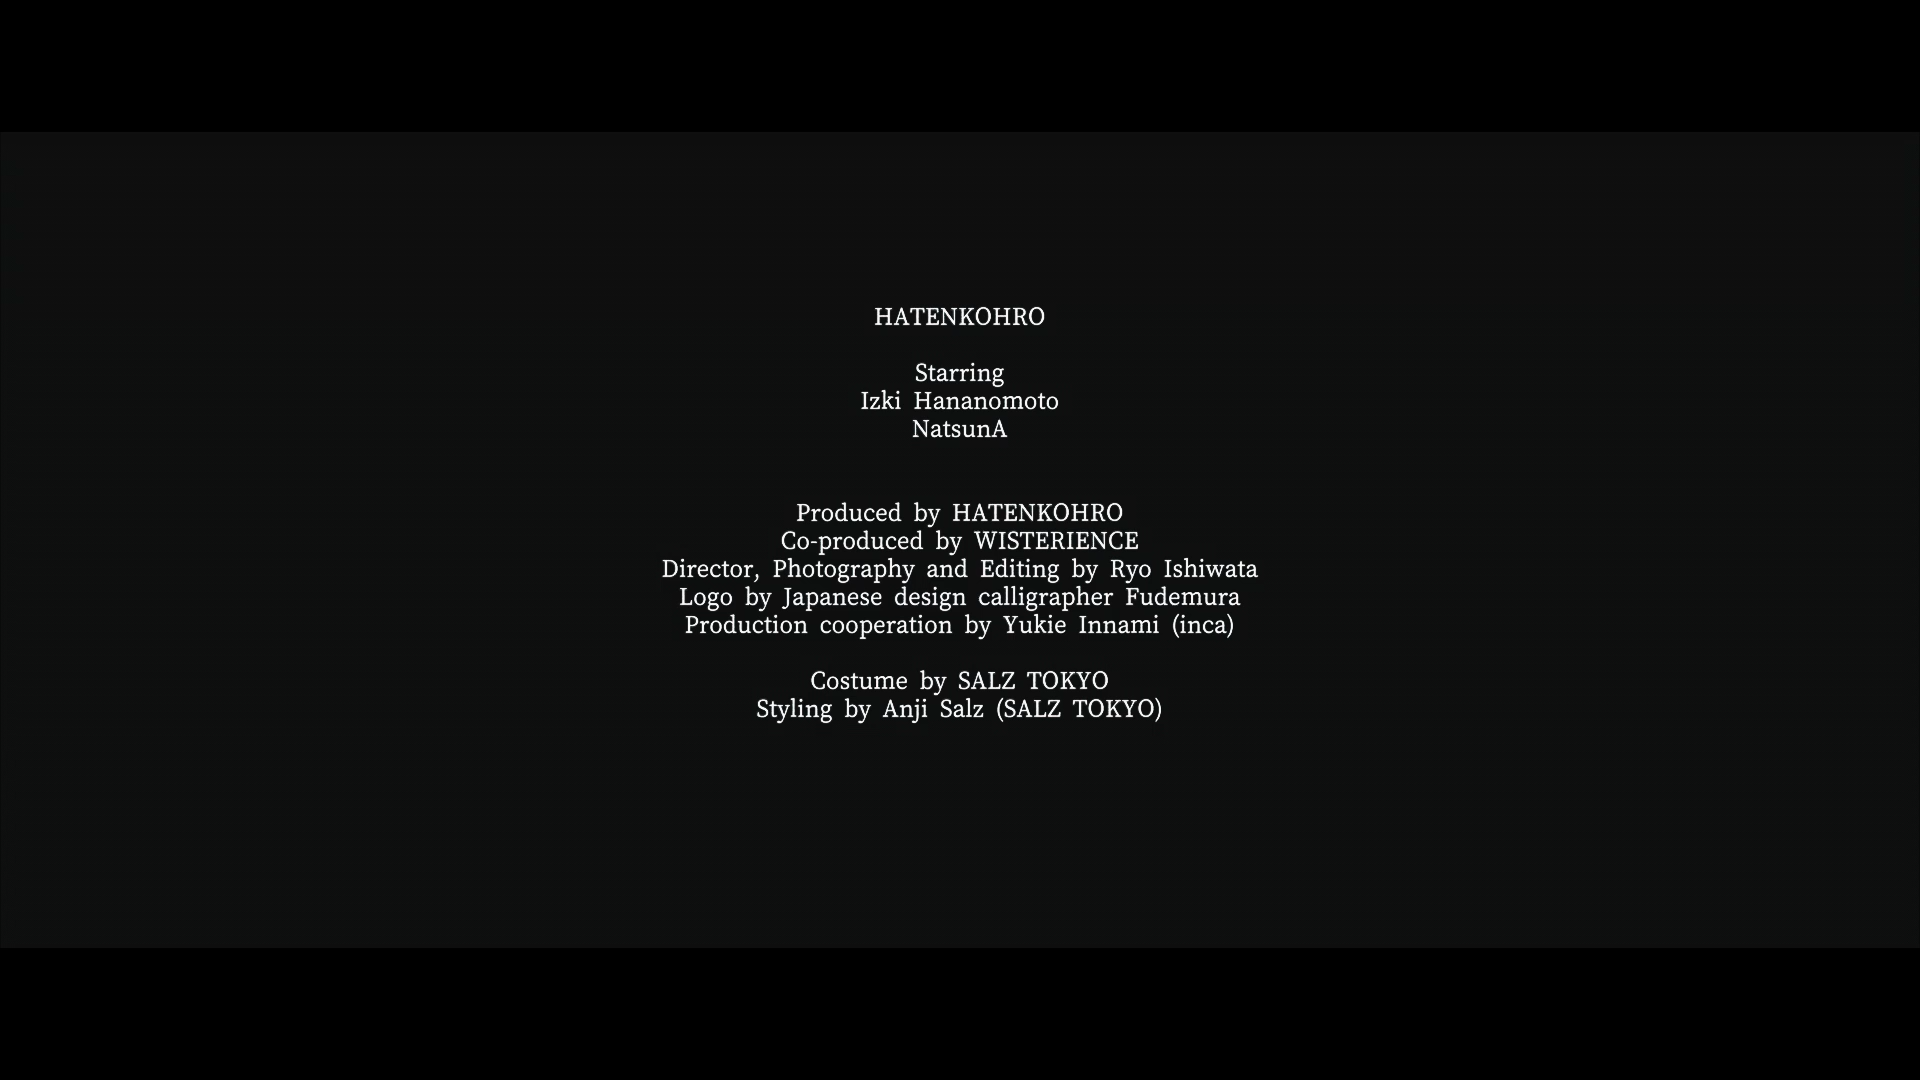 HATENKOHRO
Starring
Izki Hananomoto
NatsunA
Produced by HATENKOHRO
Co-produced by WISTERIENCE
Director, Photography and Editing by Ryo Ishiwata
Logo by Japanese design calligrapher Fudemura
Production cooperation by Yukie Innami (inca)
Costume by SALZ TOKYO
Styling by Anji Salz (SALZ TOKYO)